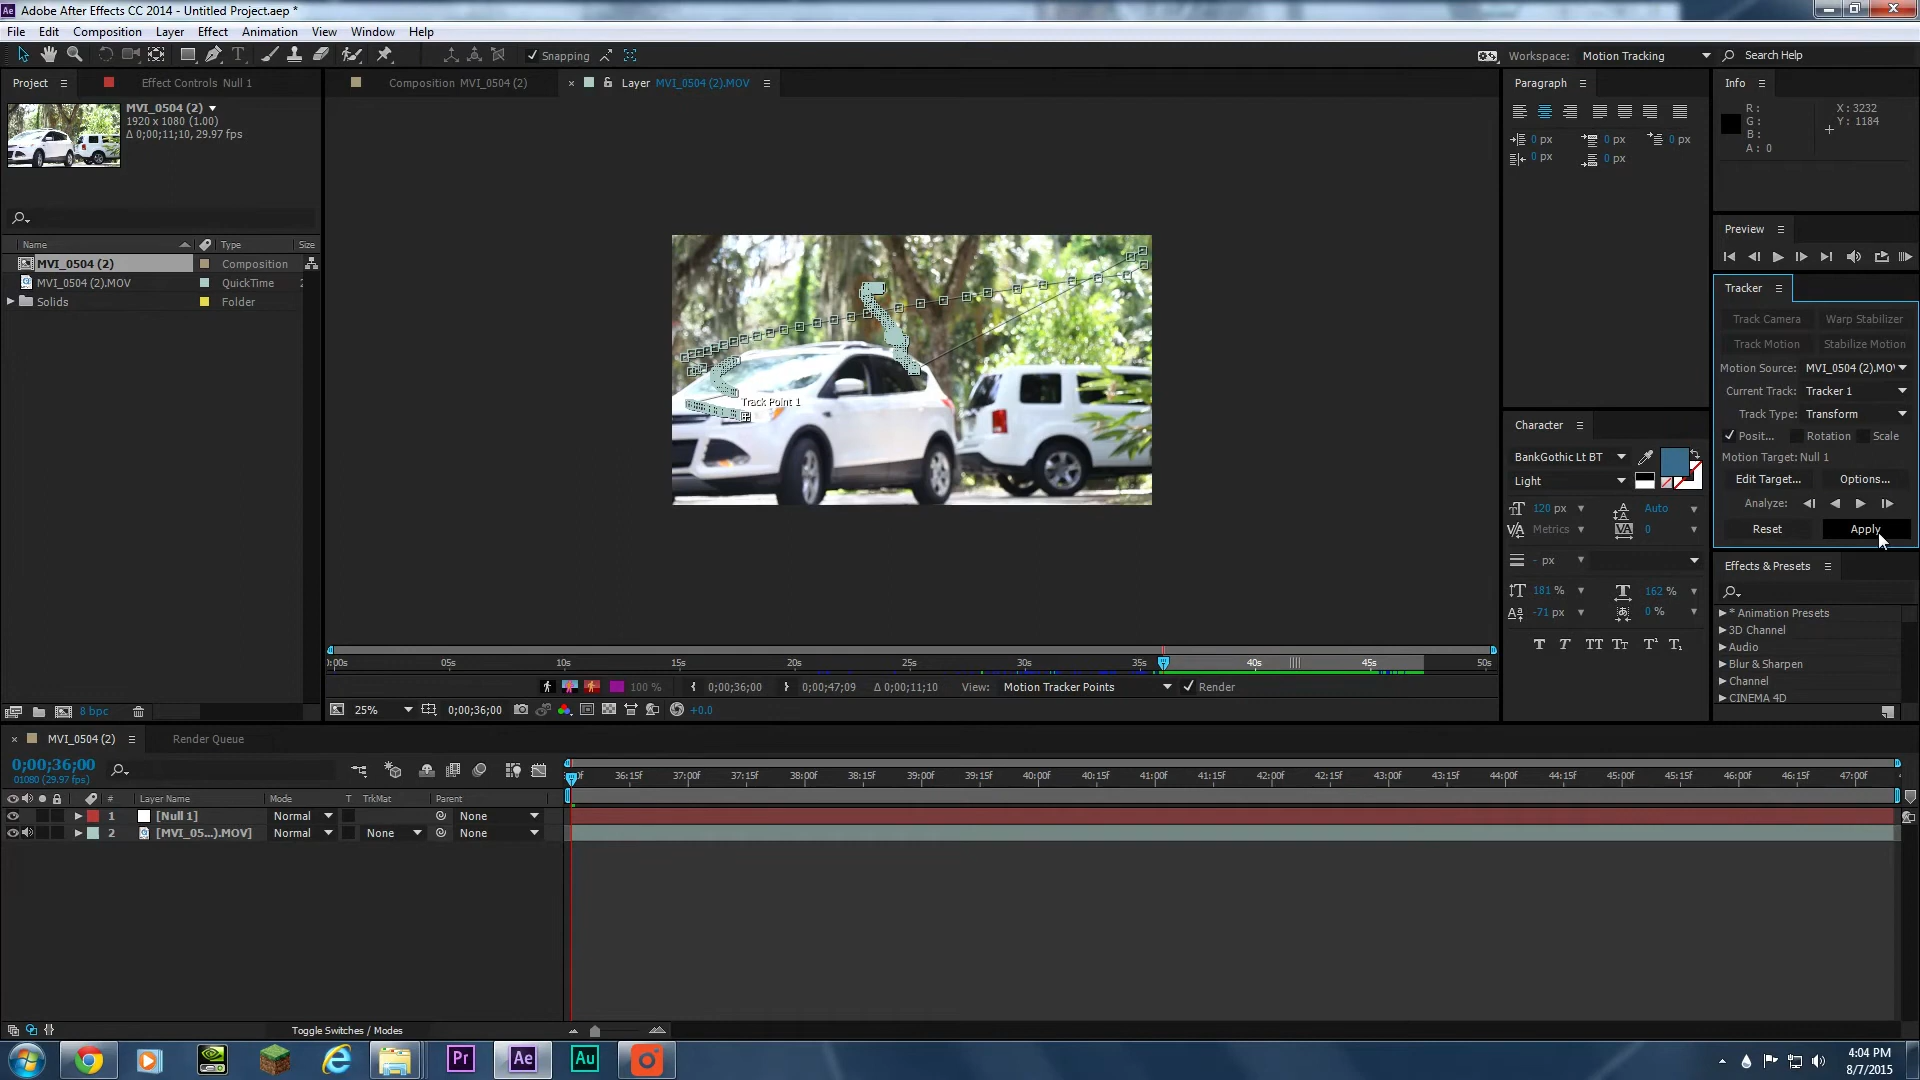 Adobe After Effects CC 2014 - Untitled Project.aep *
File Edit Composition Layer Effect Animation View Window Help
Snapping
Workspace: Motion Tracking
Search Help
Project
Effect Controls Null 1
Composition MVI_0504 (2)
Layer MVI_0504 (2).MOV
Paragraph
Info
MVI_0504 (2)
1920 x 1080 (1.00)
Δ 0;00;11;10, 29.97 fps
0 px 0 px 0 px
0 px 0 px
R:
G:
B:
A: 0
X: 3232
Y: 1184
Preview
Name Type Size
MVI_0504 (2) Composition
MVI_0504 (2).MOV QuickTime 2
Solids Folder
Track Point 1
Tracker
Track Camera Warp Stabilizer
Track Motion Stabilize Motion
Motion Source: MVI_0504 (2).MO
Current Track: Tracker 1
Track Type: Transform
Posit... Rotation Scale
Motion Target: Null 1
Edit Target... Options...
Analyze:
Reset Apply
Character
BankGothic Lt BT
Light
120 px Auto
Metrics 0
- px
181 % 162 %
-71 px 0 %
T T TT Tt T¹ T₁
Effects & Presets
* Animation Presets
3D Channel
Audio
Blur & Sharpen
Channel
CINEMA 4D
):00s 05s 10s 15s 20s 25s 30s 35s 40s 45s 50s
100 % 0;00;36;00 0;00;47;09 Δ 0;00;11;10 View: Motion Tracker Points Render
25% 0;00;36;00 +0.0
8 bpc
MVI_0504 (2) Render Queue
0;00;36;00
01080 (29.97 fps)
0f 36:15f 37:00f 37:15f 38:00f 38:15f 39:00f 39:15f 40:00f 40:15f 41:00f 41:15f 42:00f 42:15f 43:00f 43:15f 44:00f 44:15f 45:00f 45:15f 46:00f 46:15f 47:00f
# Layer Name Mode T TrkMat Parent
1 [Null 1] Normal None
2 [MVI_05...).MOV] Normal None None
Toggle Switches / Modes
Pr Ae Au
4:04 PM
8/7/2015